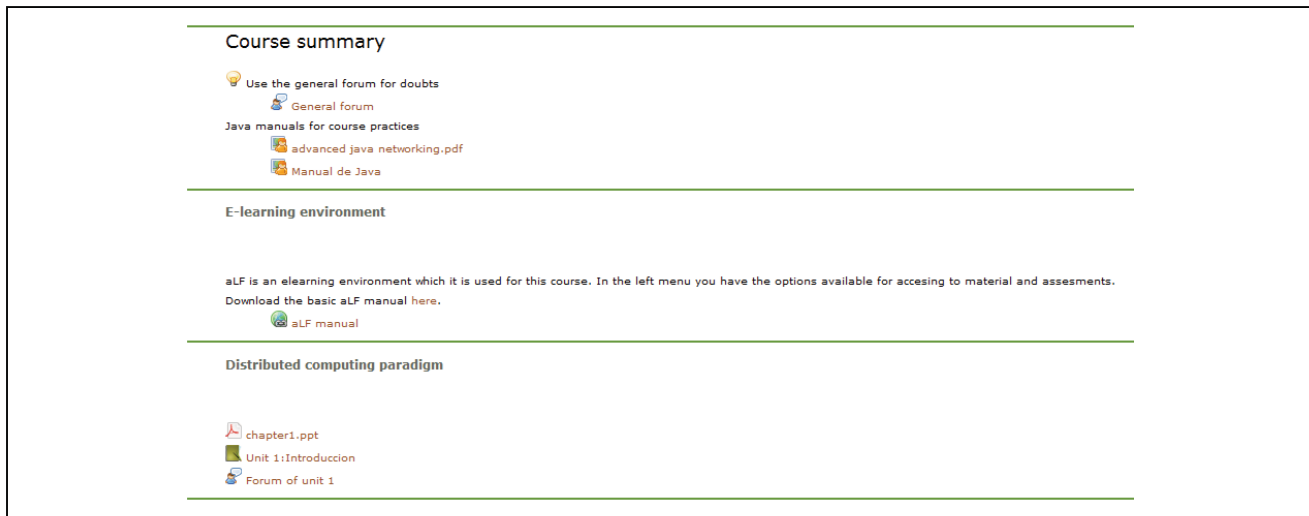 Course summary
Use the general forum for doubts
General forum
Java manuals for course practices
advanced java networking.pdf
Manual de Java
E-learning environment
aLF is an elearning environment which it is used for this course. In the left menu you have the options available for accesing to material and assesments.
Download the basic aLF manual here.
aLF manual
Distributed computing paradigm
chapter1.ppt
Unit 1:Introduccion
Forum of unit 1